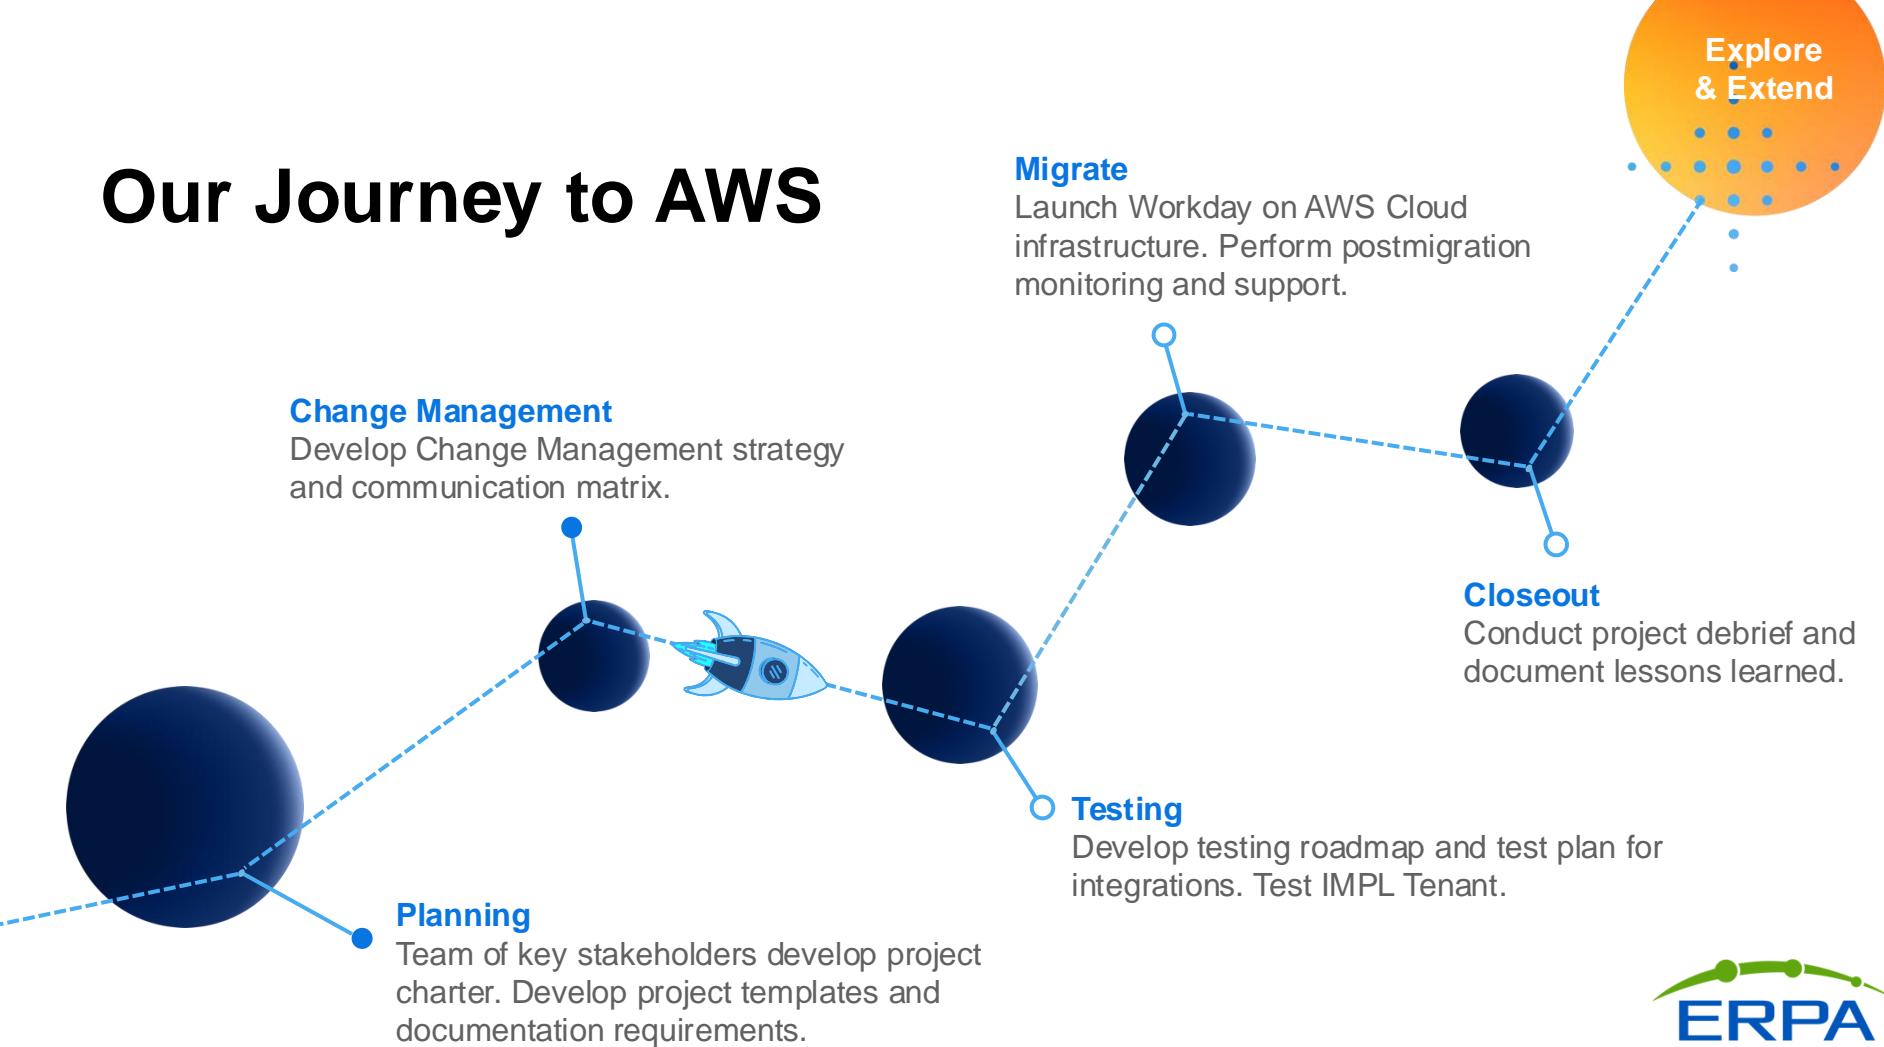 Our Journey to AWS
Explore
& Extend
Migrate
Launch Workday on AWS Cloud
infrastructure. Perform postmigration
monitoring and support.
Change Management
Develop Change Management strategy
and communication matrix.
Closeout
Conduct project debrief and
document lessons learned.
Testing
Develop testing roadmap and test plan for
integrations. Test IMPL Tenant.
Planning
Team of key stakeholders develop project
charter. Develop project templates and
documentation requirements.
ERPA